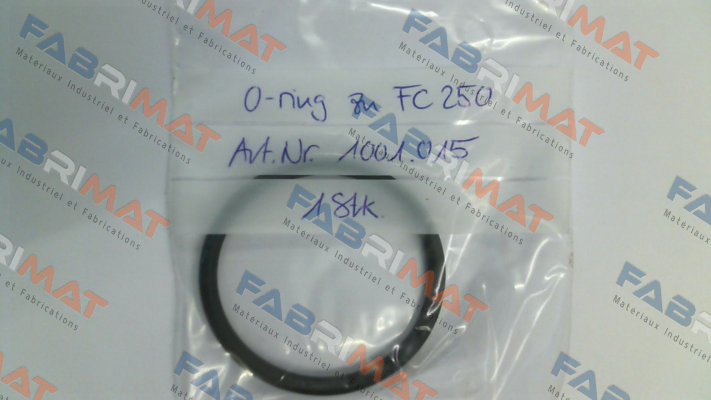 O-ring zu FC 250
Art.Nr. 1001.015
1 Stk.
FABRIMAT
Materiaux Industriel et Fabrications